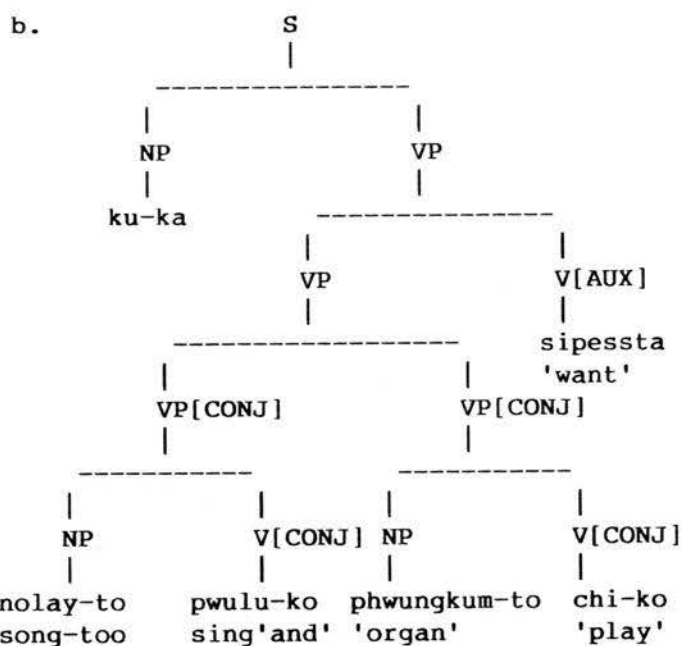 b. S
NP VP
ku-ka
VP V[AUX]
sipessta
'want'
VP[CONJ] VP[CONJ]
NP V[CONJ] NP V[CONJ]
nolay-to pwulu-ko phwungkum-to chi-ko
song-too sing'and' 'organ' 'play'